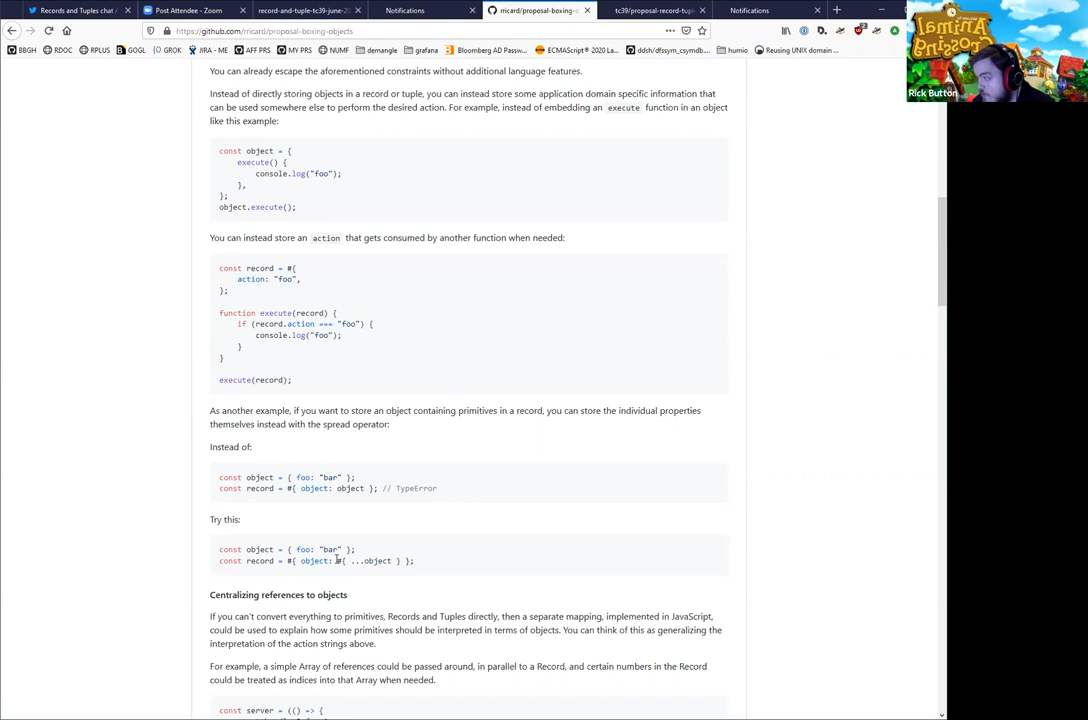 Records and Tuples chat /
Post Attendee - Zoom
record-and-tuple-tc39-june-20
Notifications
rricard/proposal-boxing-o
tc39/proposal-record-tupl
Notifications
https://github.com/rricard/proposal-boxing-objects
BBGH
RDOC
RPLUS
GOGL
GROK
JIRA - ME
AFF PRS
MY PRS
NUMF
demangle
grafana
Bloomberg AD Passw...
ECMAScript® 2020 La...
ddsh/dfssym_csymdb...
humio
Reusing UNIX domain ...
Animal Crossing
Rick Button
You can already escape the aforementioned constraints without additional language features.
Instead of directly storing objects in a record or tuple, you can instead store some application domain specific information that
can be used somewhere else to perform the desired action. For example, instead of embedding an execute function in an object
like this example:
const object = {
execute() {
console.log("foo");
},
};
object.execute();
You can instead store an action that gets consumed by another function when needed:
const record = #{
action: "foo",
};
function execute(record) {
if (record.action === "foo") {
console.log("foo");
}
}
execute(record);
As another example, if you want to store an object containing primitives in a record, you can store the individual properties
themselves instead with the spread operator:
Instead of:
const object = { foo: "bar" };
const record = #{ object: object }; // TypeError
Try this:
const object = { foo: "bar" };
const record = #{ object: #{ ...object } };
Centralizing references to objects
If you can't convert everything to primitives, Records and Tuples directly, then a separate mapping, implemented in JavaScript,
could be used to explain how some primitives should be interpreted in terms of objects. You can think of this as generalizing the
interpretation of the action strings above.
For example, a simple Array of references could be passed around, in parallel to a Record, and certain numbers in the Record
could be treated as indices into that Array when needed.
const server = (() => {